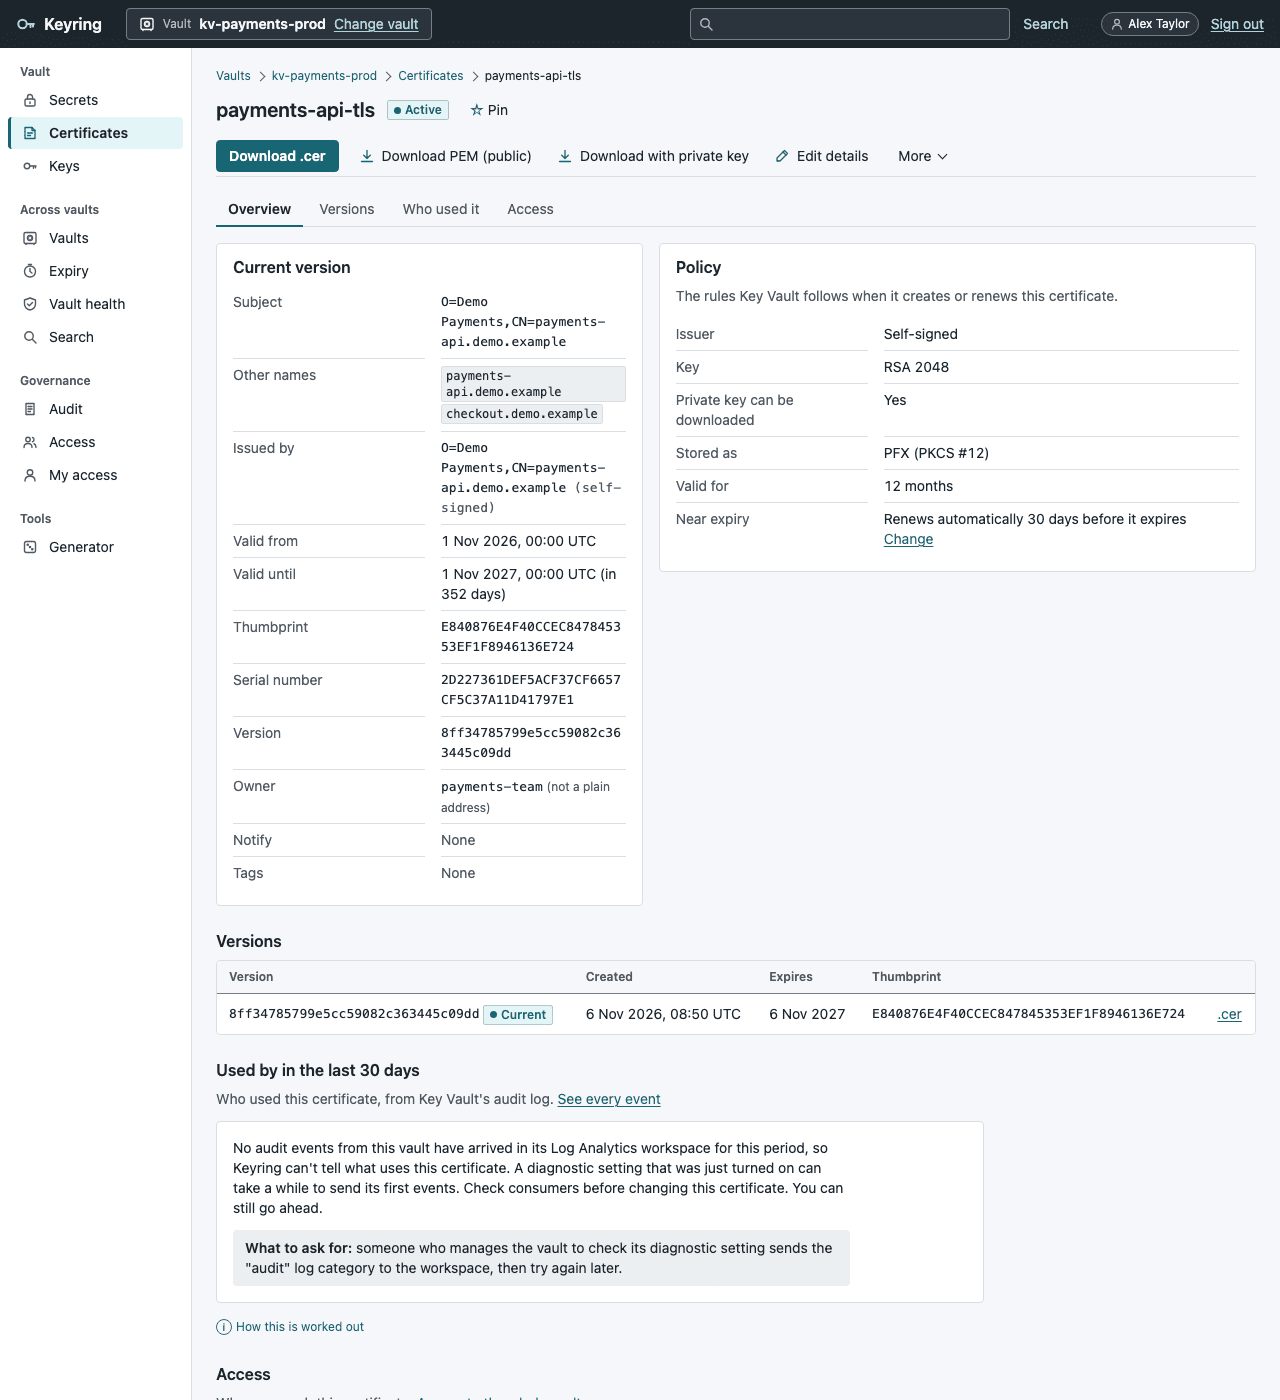 Keyring
Vault kv-payments-prod Change vault
Search
Alex Taylor
Sign out
Vault
Secrets
Certificates
Keys
Across vaults
Vaults
Expiry
Vault health
Search
Governance
Audit
Access
My access
Tools
Generator
Vaults > kv-payments-prod > Certificates > payments-api-tls
payments-api-tls Active Pin
Download .cer Download PEM (public) Download with private key Edit details More
Overview Versions Who used it Access
Current version
Subject O=Demo
Payments,CN=payments-
api.demo.example
Other names payments-
api.demo.example
checkout.demo.example
Issued by O=Demo
Payments,CN=payments-
api.demo.example (self-
signed)
Valid from 1 Nov 2026, 00:00 UTC
Valid until 1 Nov 2027, 00:00 UTC (in
352 days)
Thumbprint E840876E4F40CCEC8478453
53EF1F8946136E724
Serial number 2D227361DEF5ACF37CF6657
CF5C37A11D41797E1
Version 8ff34785799e5cc59082c36
3445c09dd
Owner payments-team (not a plain
address)
Notify None
Tags None
Policy
The rules Key Vault follows when it creates or renews this certificate.
Issuer Self-signed
Key RSA 2048
Private key can be
downloaded Yes
Stored as PFX (PKCS #12)
Valid for 12 months
Near expiry Renews automatically 30 days before it expires
Change
Versions
Version Created Expires Thumbprint
8ff34785799e5cc59082c363445c09dd Current 6 Nov 2026, 08:50 UTC 6 Nov 2027 E840876E4F40CCEC847845353EF1F8946136E724 .cer
Used by in the last 30 days
Who used this certificate, from Key Vault's audit log. See every event
No audit events from this vault have arrived in its Log Analytics workspace for this period, so
Keyring can't tell what uses this certificate. A diagnostic setting that was just turned on can
take a while to send its first events. Check consumers before changing this certificate. You can
still go ahead.
What to ask for: someone who manages the vault to check its diagnostic setting sends the
"audit" log category to the workspace, then try again later.
How this is worked out
Access